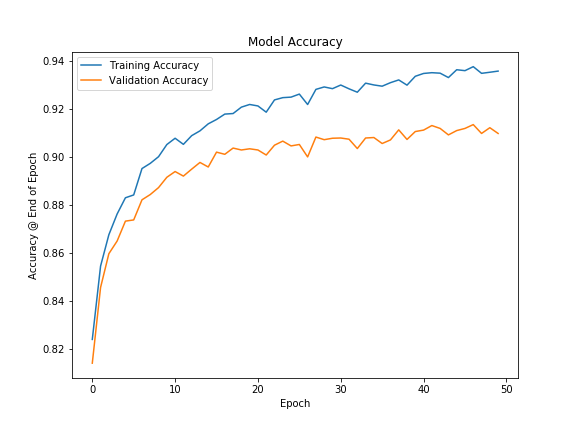 Model Accuracy
Training Accuracy
Validation Accuracy
Accuracy @ End of Epoch
0.94
0.92
0.90
0.88
0.86
0.84
0.82
0 10 20 30 40 50
Epoch